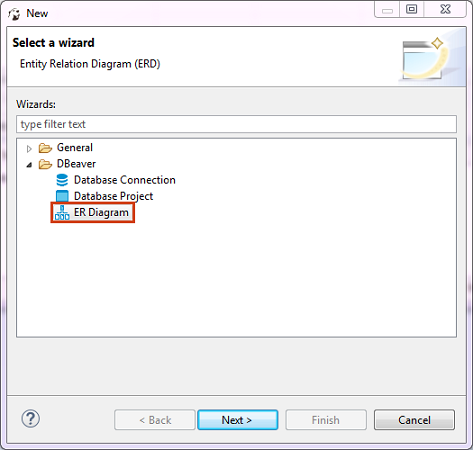 New
Select a wizard
Entity Relation Diagram (ERD)
Wizards:
type filter text
General
DBeaver
Database Connection
Database Project
ER Diagram
?
< Back
Next >
Finish
Cancel